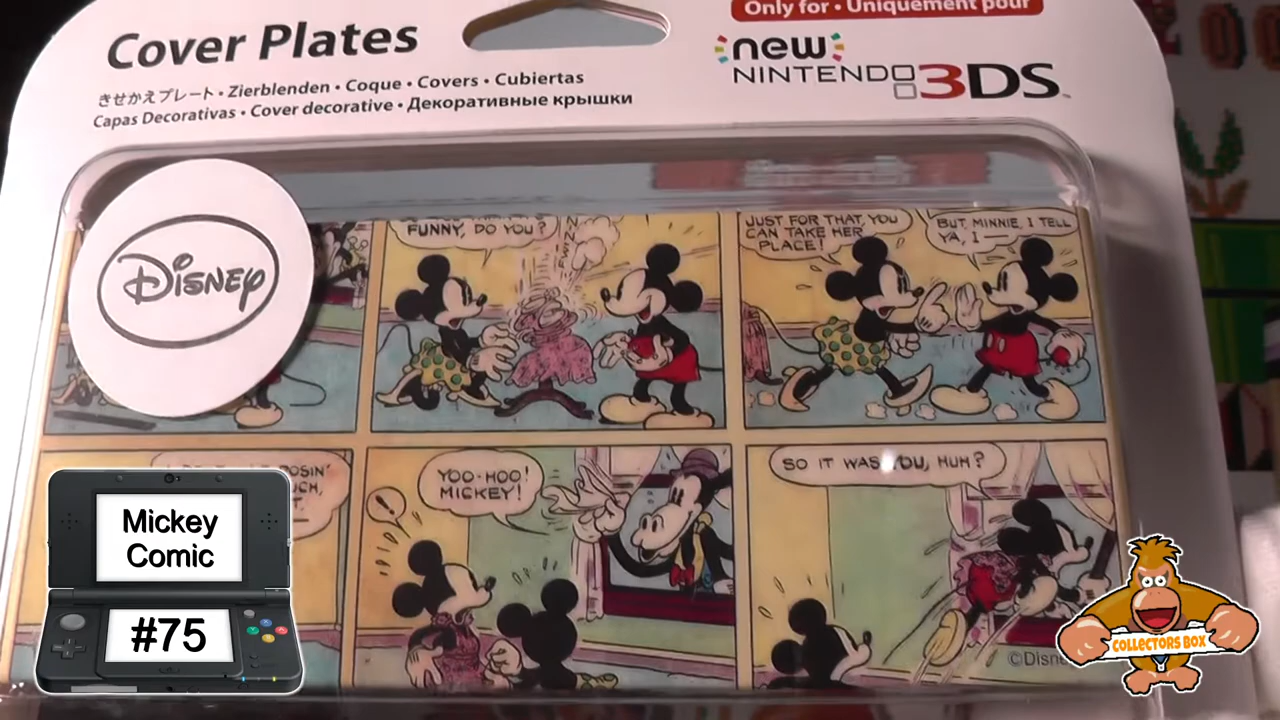 Cover Plates
きせかえプレート • Zierblenden • Coque • Covers • Cubiertas
Capas Decorativas • Cover decorative • Декоративные крышки
Only for • Uniquement pour
new
NINTENDO 3DS™
Disney
FUNNY, DO YOU?
JUST FOR THAT, YOU
CAN TAKE HER
PLACE!
BUT, MINNIE, I TELL
YA, I —
YOO-HOO!
MICKEY!
!
SO IT WAS YOU, HUH?
Mickey
Comic
#75
COLLECTORS BOX